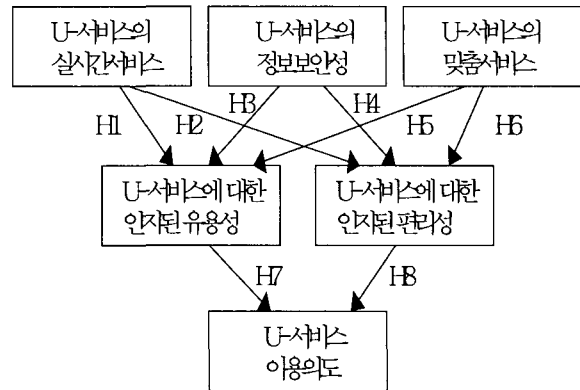 U-서비스의
실시간서비스
U-서비스의
정보보안성
U-서비스의
맞춤서비스
H1
H2
H3
H4
H5
H6
U-서비스에 대한
인지된 유용성
U-서비스에 대한
인지된 편리성
H7
H8
U-서비스
이용의도